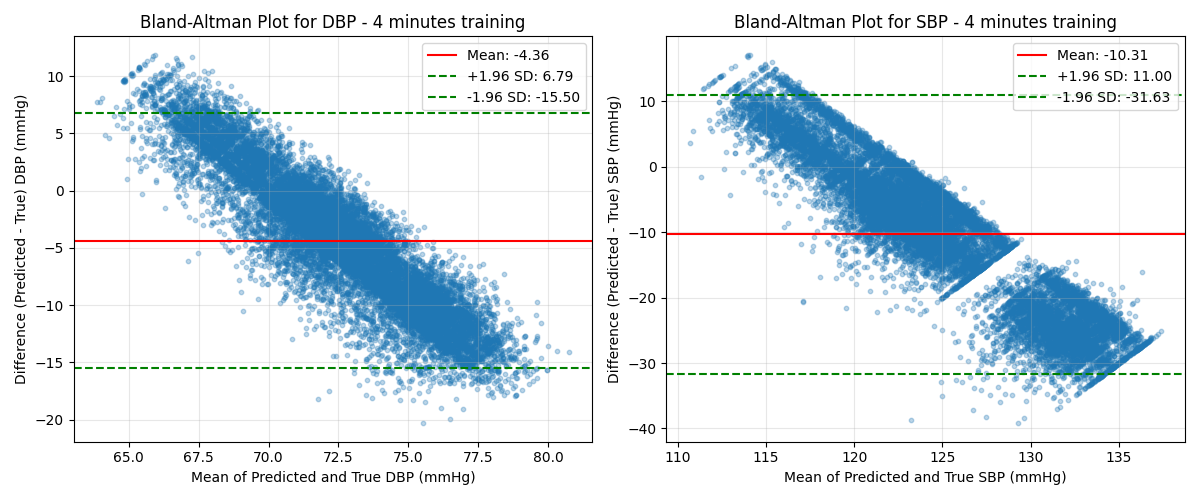 Bland-Altman Plot for DBP - 4 minutes training
Difference (Predicted - True) DBP (mmHg)
10
5
0
−5
−10
−15
−20
Mean: -4.36
+1.96 SD: 6.79
-1.96 SD: -15.50
65.0 67.5 70.0 72.5 75.0 77.5 80.0
Mean of Predicted and True DBP (mmHg)
Bland-Altman Plot for SBP - 4 minutes training
Difference (Predicted - True) SBP (mmHg)
10
0
−10
−20
−30
−40
Mean: -10.31
+1.96 SD: 11.00
-1.96 SD: -31.63
110 115 120 125 130 135
Mean of Predicted and True SBP (mmHg)